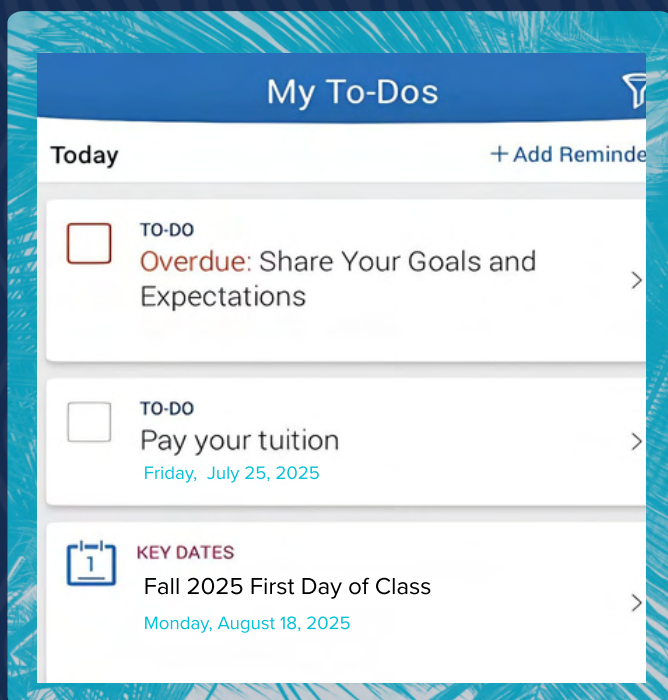 My To-Dos
Today
+ Add Reminde
TO-DO
Overdue: Share Your Goals and
Expectations
TO-DO
Pay your tuition
Friday, July 25, 2025
1
KEY DATES
Fall 2025 First Day of Class
Monday, August 18, 2025